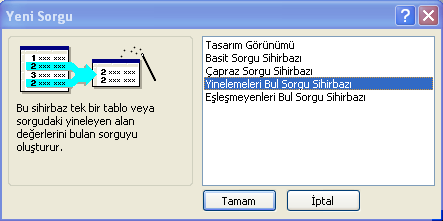 Yeni Sorgu
1 xxx xxx
2 xxx xxx
3 xxx xxx
2 xxx xxx
2 xxx xxx
2 xxx xxx
Bu sihirbaz tek bir tablo veya
sorgudaki yineleyen alan
değerlerini bulan sorguyu
oluşturur.
Tasarım Görünümü
Basit Sorgu Sihirbazı
Çapraz Sorgu Sihirbazı
Yinelemeleri Bul Sorgu Sihirbazı
Eşleşmeyenleri Bul Sorgu Sihirbazı
Tamam
İptal